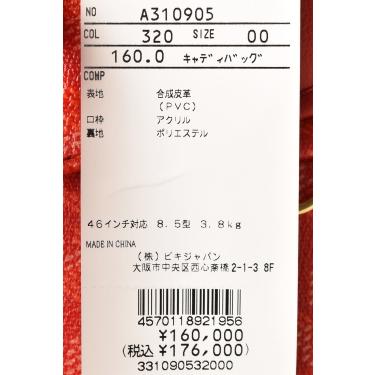 NO A310905
COL 320 SIZE 00
160.0 キャディバッグ
COMP
表地 合成皮革
(PVC)
口枠 アクリル
裏地 ポリエステル
46インチ対応 8.5型 3.8kg
MADE IN CHINA
(株)ビキジャパン
大阪市中央区西心斎橋2-1-3 8F
4570118921956
¥160,000
(税込 ¥176,000)
331090532000